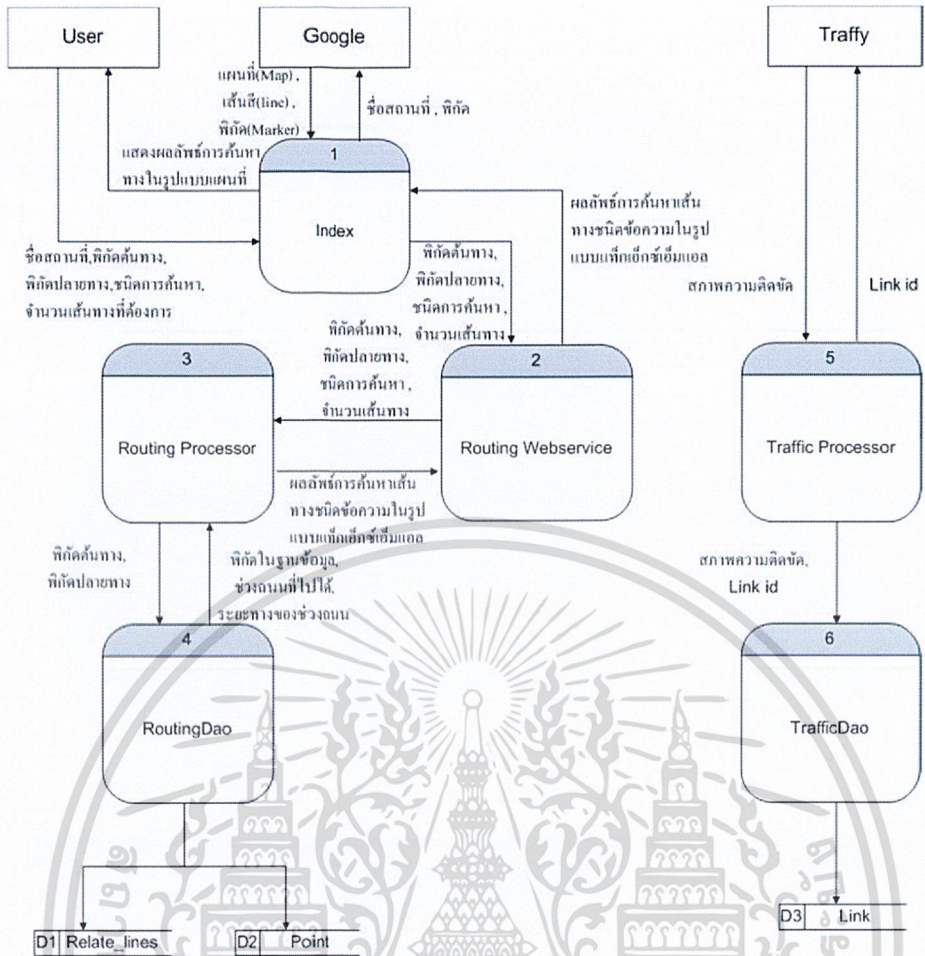 User
Google
Traffy
แผนที่(Map) ,
เส้นสี(line) ,
พิกัด(Marker)
ชื่อสถานที่ , พิกัด
แสดงผลลัพธ์การค้นหา
ทางในรูปแบบแผนที่
1
Index
ชื่อสถานที่,พิกัดต้นทาง,
พิกัดปลายทาง,ชนิดการค้นหา,
จำนวนเส้นทางที่ต้องการ
พิกัดต้นทาง,
พิกัดปลายทาง,
ชนิดการค้นหา ,
จำนวนเส้นทาง
ผลลัพธ์การค้นหาเส้น
ทางชนิดข้อความในรูป
แบบแท็กเอ็กซ์เอ็มแอล
สภาพความติดขัด
Link id
พิกัดต้นทาง,
พิกัดปลายทาง,
ชนิดการค้นหา ,
จำนวนเส้นทาง
3
Routing Processor
2
Routing Webservice
5
Traffic Processor
ผลลัพธ์การค้นหาเส้น
ทางชนิดข้อความในรูป
แบบแท็กเอ็กซ์เอ็มแอล
พิกัดต้นทาง,
พิกัดปลายทาง
พิกัดในฐานข้อมูล,
ช่วงถนนที่ไปได้,
ระยะทางของช่วงถนน
สภาพความติดขัด,
Link id
4
RoutingDao
6
TrafficDao
D1 Relate_lines
D2 Point
D3 Link